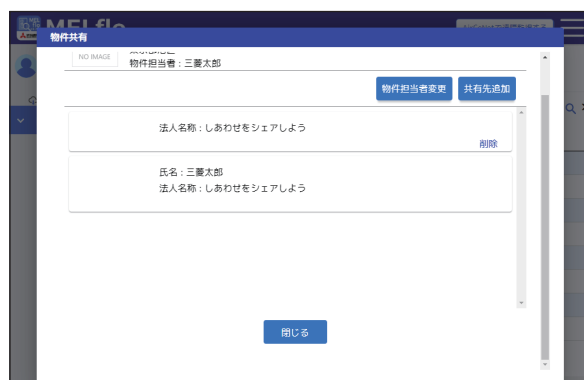 MELflo
物件共有
NO IMAGE
物件担当者 : 三菱太郎
物件担当者変更
共有先追加
法人名称 : しあわせをシェアしよう
削除
氏名 : 三菱太郎
法人名称 : しあわせをシェアしよう
閉じる